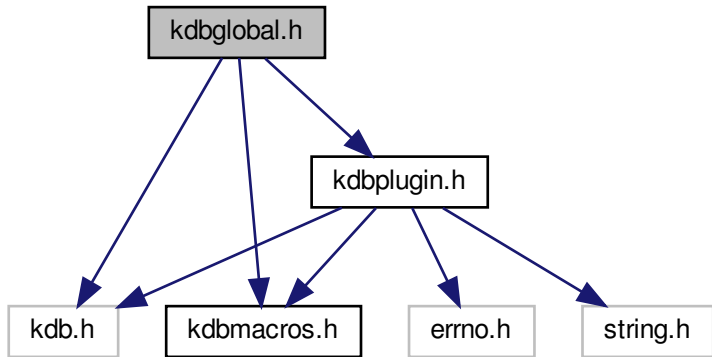 kdbglobal.h
kdbplugin.h
kdb.h
kdbmacros.h
errno.h
string.h